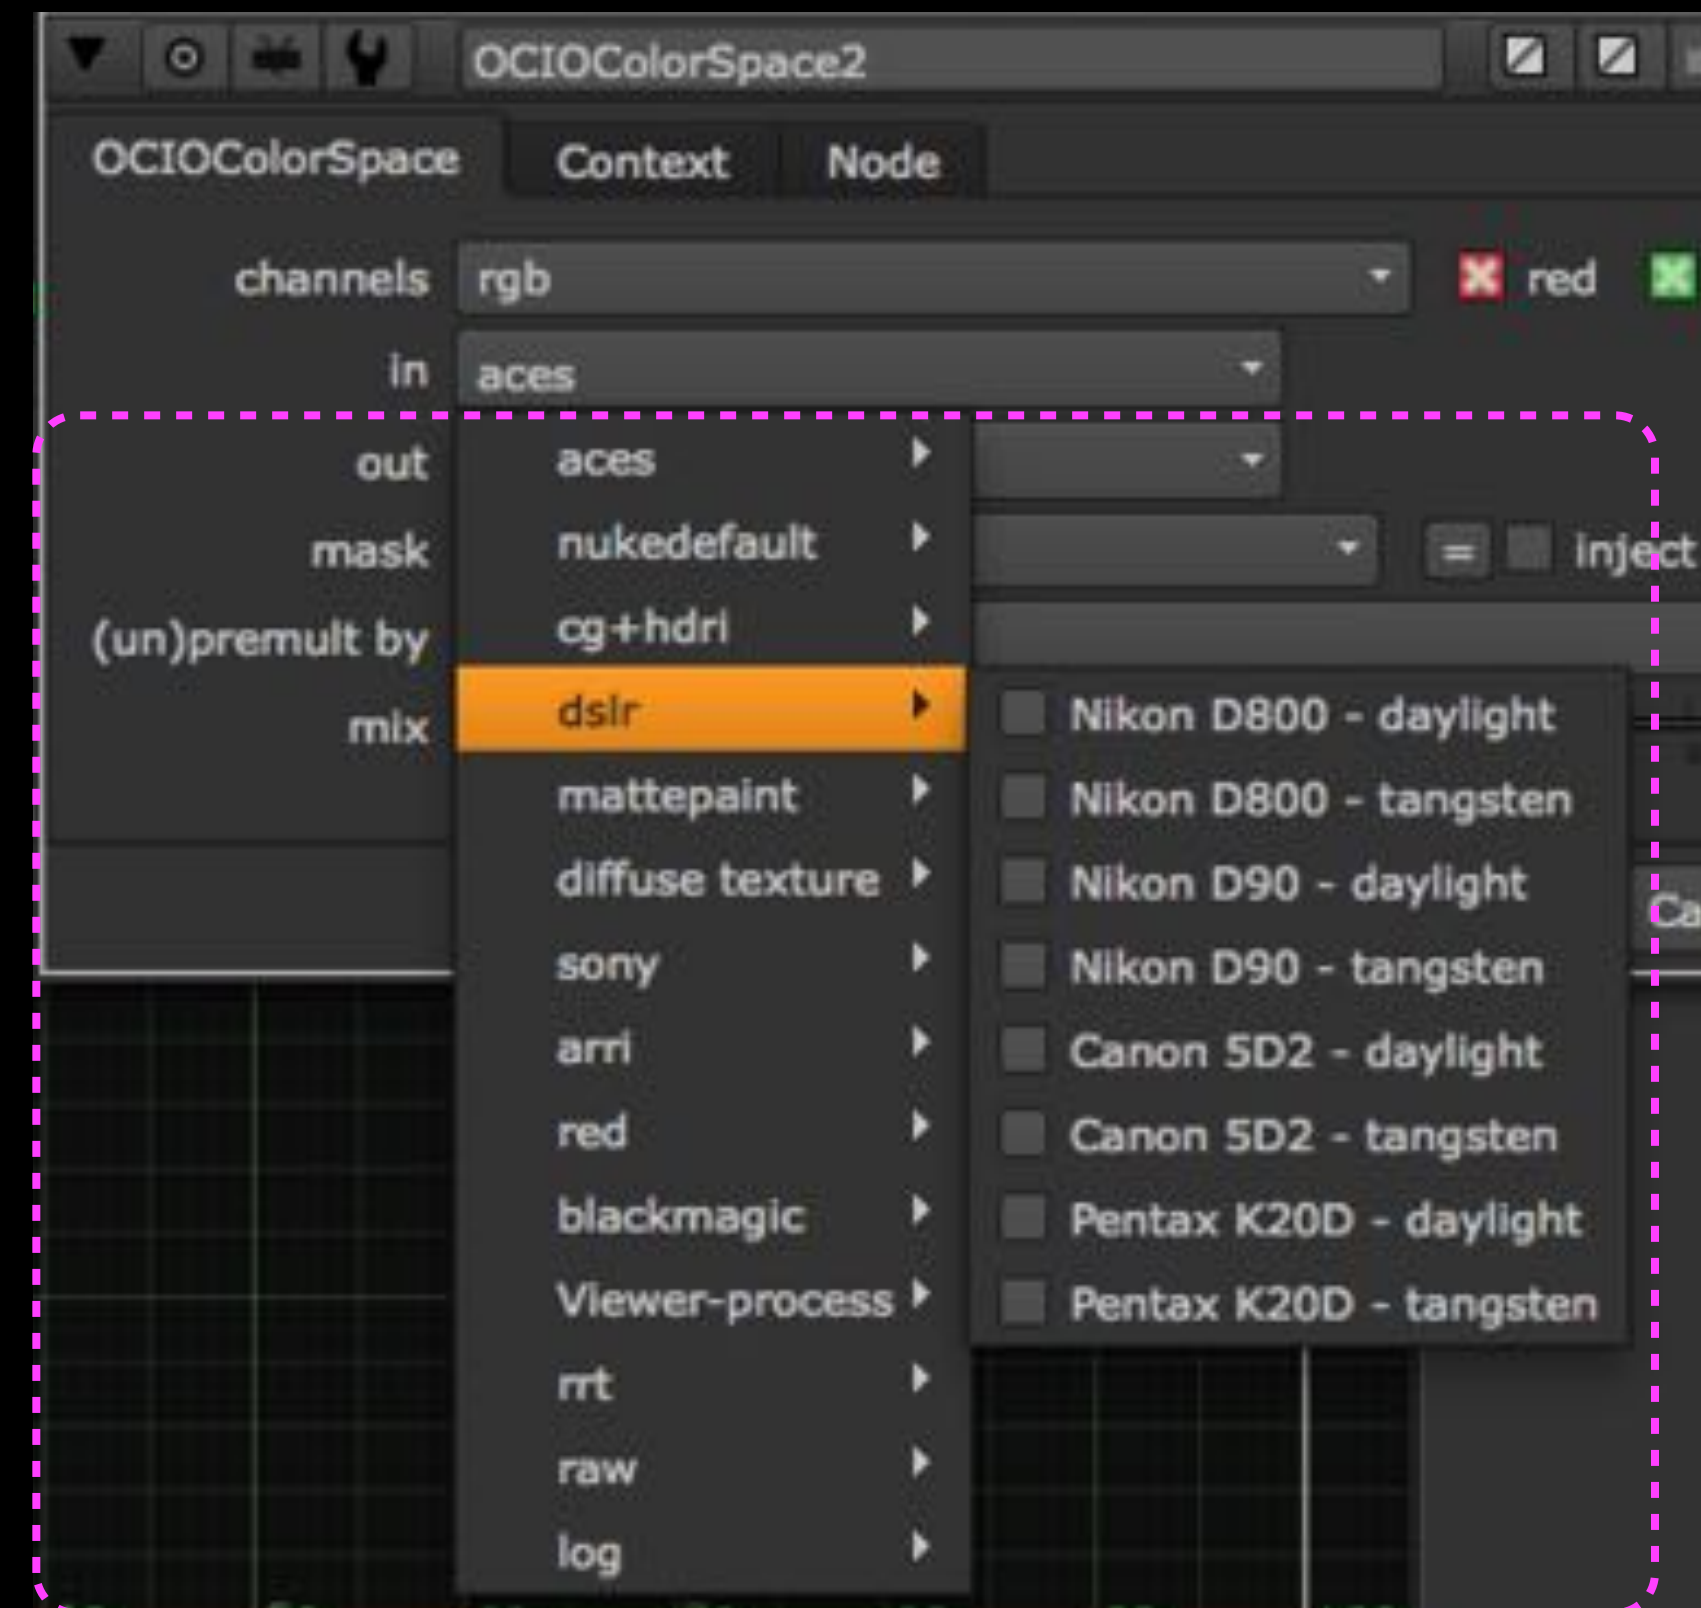 OCIOColorSpace2
OCIOColorSpace Context Node
channels rgb red
in aces
out
mask = inject
(un)premult by
mix
aces
nukedefault
cg+hdri
dslr
mattepaint
diffuse texture
sony
arri
red
blackmagic
Viewer-process
rrt
raw
log
Nikon D800 - daylight
Nikon D800 - tangsten
Nikon D90 - daylight
Nikon D90 - tangsten
Canon 5D2 - daylight
Canon 5D2 - tangsten
Pentax K20D - daylight
Pentax K20D - tangsten
Ca